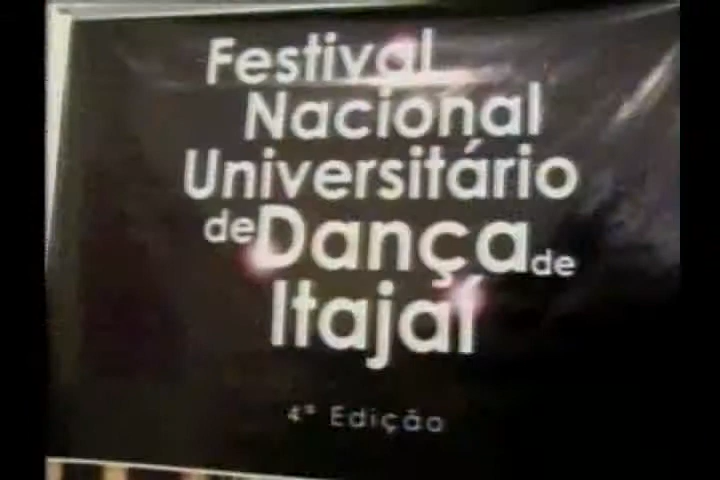 Festival
Nacional
Universitário
de Dança de
Itajaí
4ª Edição